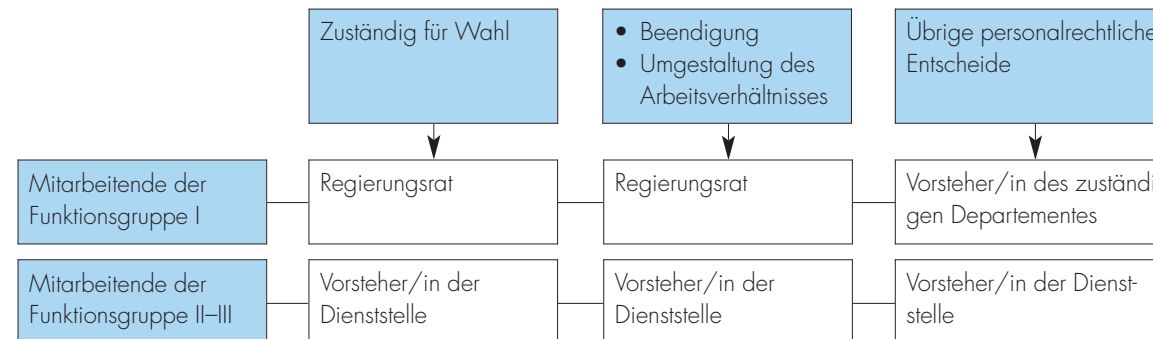 Zuständig für Wahl
• Beendigung
• Umgestaltung des
Arbeitsverhältnisses
Übrige personalrechtliche
Entscheide
Mitarbeitende der
Funktionsgruppe I
Regierungsrat
Regierungsrat
Vorsteher/in des zuständi
gen Departementes
Mitarbeitende der
Funktionsgruppe II–III
Vorsteher/in der
Dienststelle
Vorsteher/in der
Dienststelle
Vorsteher/in der Dienst-
stelle